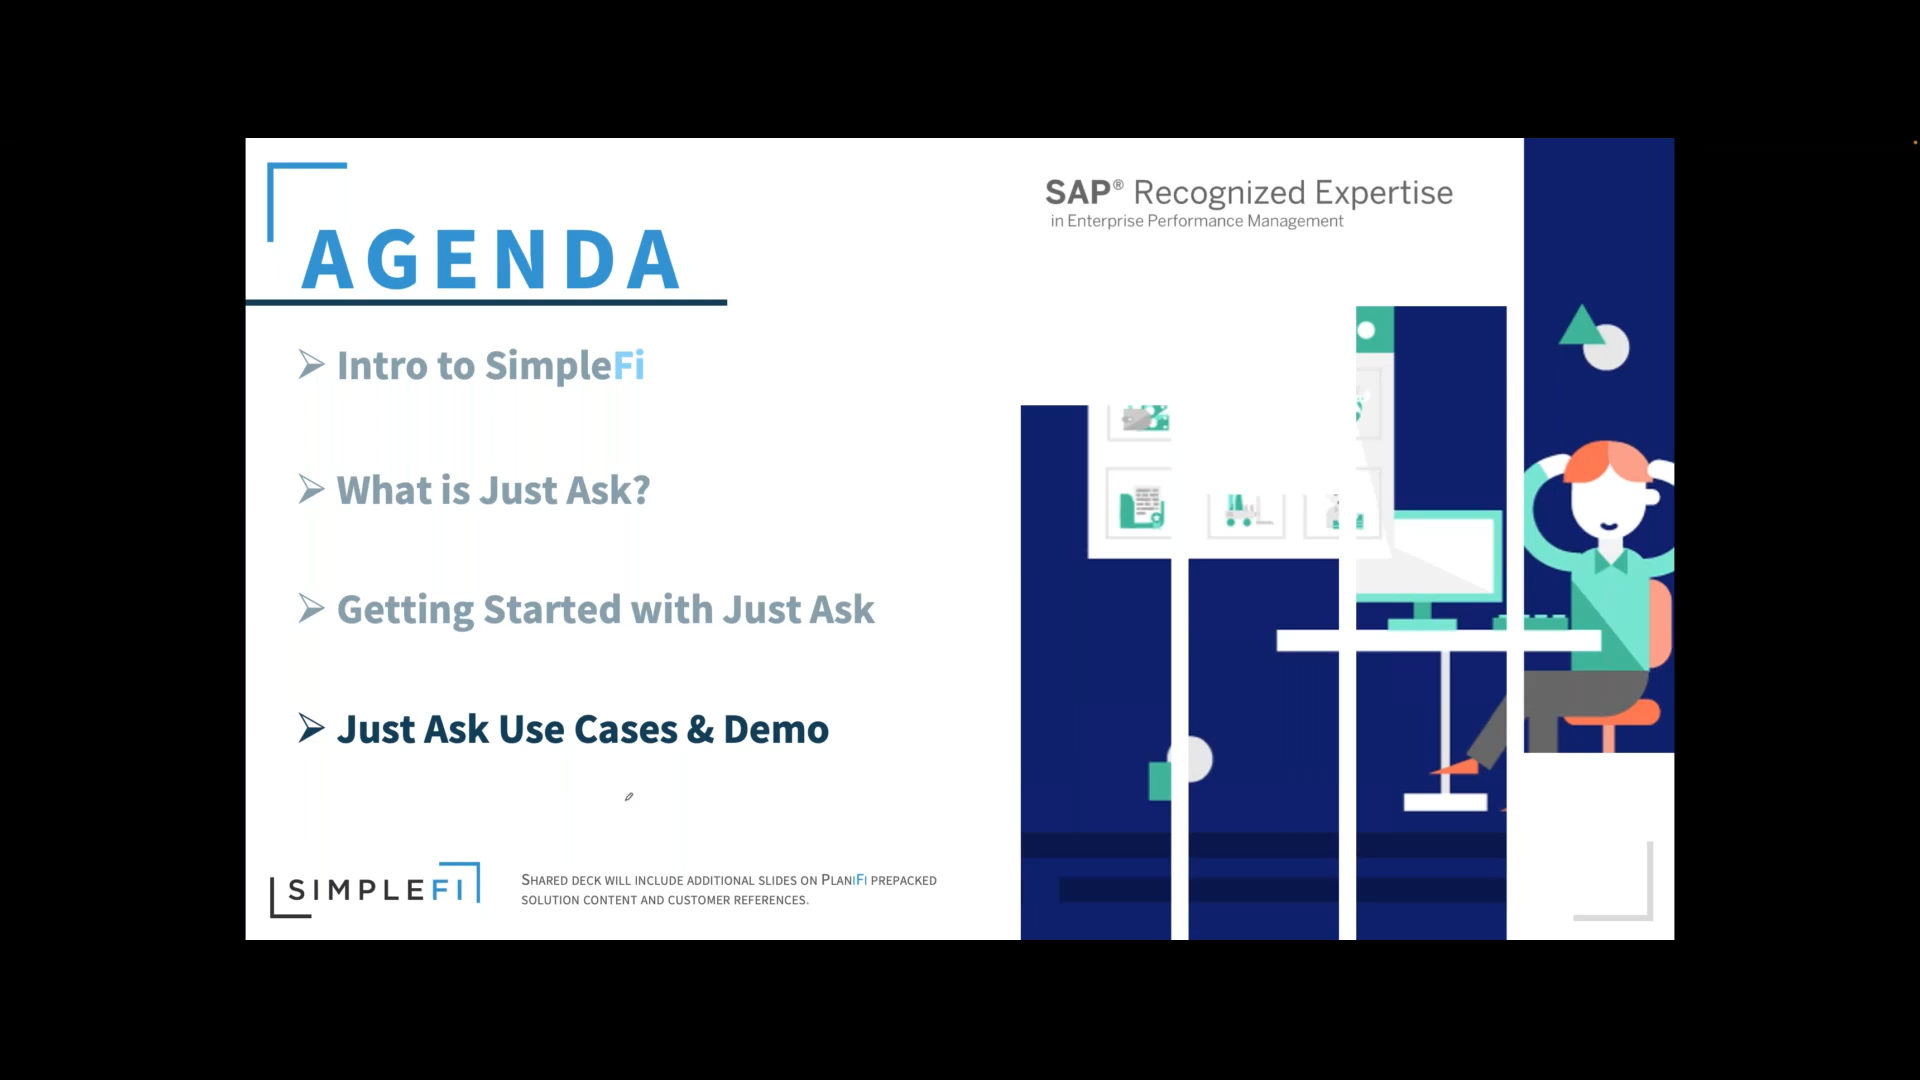 SAP® Recognized Expertise
in Enterprise Performance Management
AGENDA
➢ Intro to SimpleFi
➢ What is Just Ask?
➢ Getting Started with Just Ask
➢ Just Ask Use Cases & Demo
SIMPLEFI
Shared deck will include additional slides on PlaniFi prepacked
solution content and customer references.